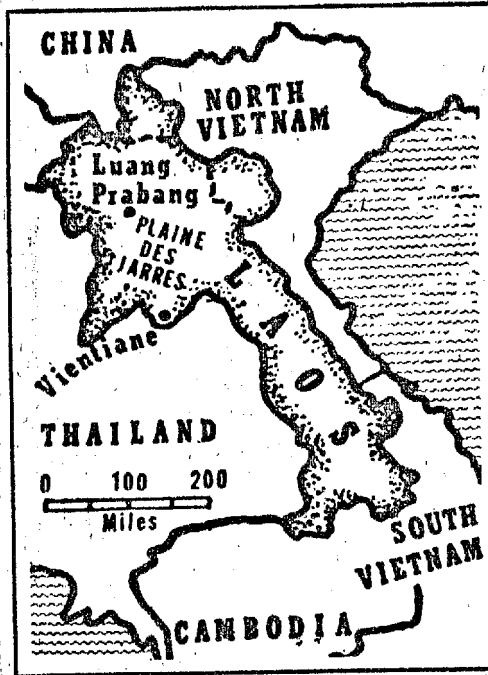 CHINA
NORTH
VIETNAM
Luang
Prabang
PLAINE
DES
JARRES
LAOS
Vientiane
THAILAND
0 100 200
Miles
SOUTH
VIETNAM
CAMBODIA